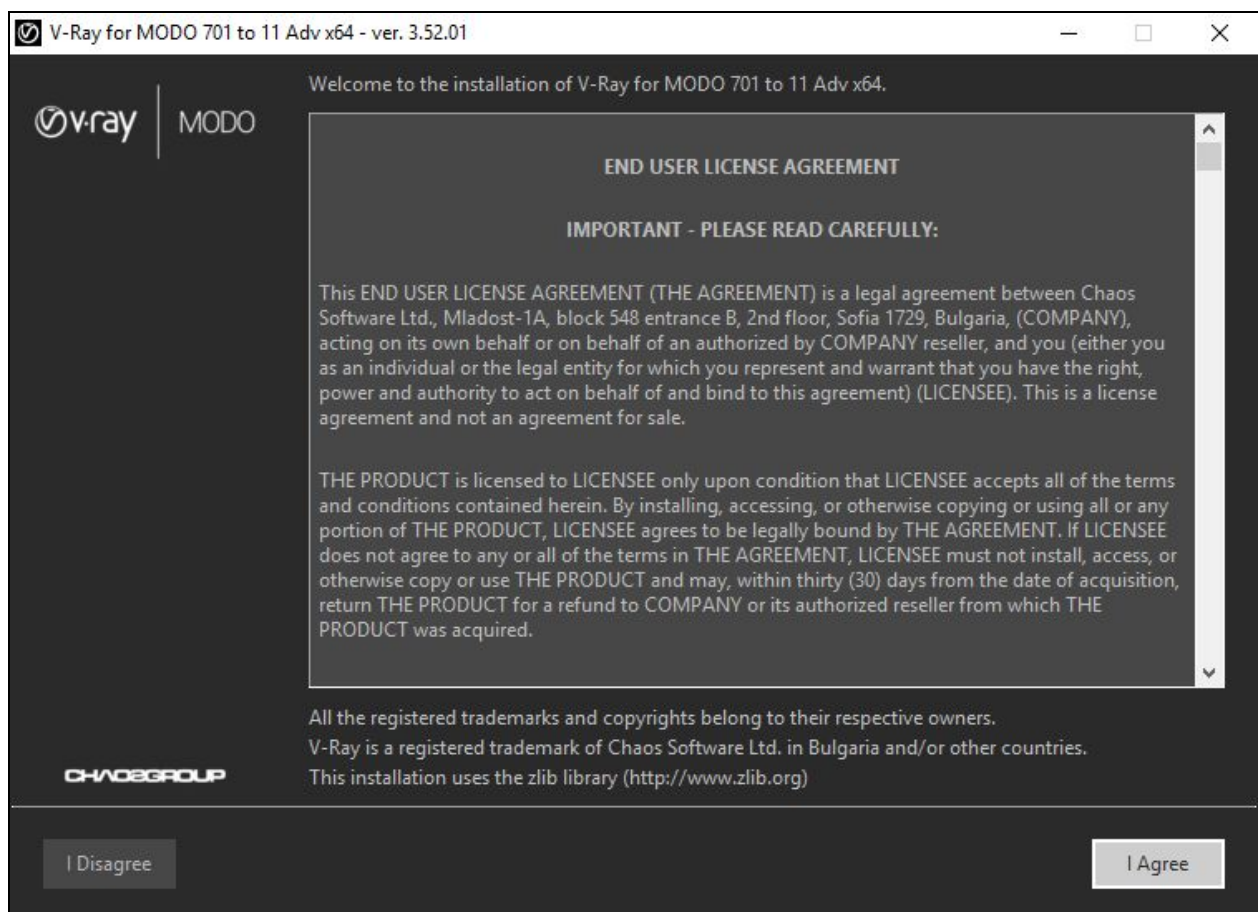 V-Ray for MODO 701 to 11 Adv x64 - ver. 3.52.01
Welcome to the installation of V-Ray for MODO 701 to 11 Adv x64.
v·ray MODO
END USER LICENSE AGREEMENT
IMPORTANT - PLEASE READ CAREFULLY:
This END USER LICENSE AGREEMENT (THE AGREEMENT) is a legal agreement between Chaos
Software Ltd., Mladost-1A, block 548 entrance B, 2nd floor, Sofia 1729, Bulgaria, (COMPANY),
acting on its own behalf or on behalf of an authorized by COMPANY reseller, and you (either you
as an individual or the legal entity for which you represent and warrant that you have the right,
power and authority to act on behalf of and bind to this agreement) (LICENSEE). This is a license
agreement and not an agreement for sale.
THE PRODUCT is licensed to LICENSEE only upon condition that LICENSEE accepts all of the terms
and conditions contained herein. By installing, accessing, or otherwise copying or using all or any
portion of THE PRODUCT, LICENSEE agrees to be legally bound by THE AGREEMENT. If LICENSEE
does not agree to any or all of the terms in THE AGREEMENT, LICENSEE must not install, access, or
otherwise copy or use THE PRODUCT and may, within thirty (30) days from the date of acquisition,
return THE PRODUCT for a refund to COMPANY or its authorized reseller from which THE
PRODUCT was acquired.
All the registered trademarks and copyrights belong to their respective owners.
V-Ray is a registered trademark of Chaos Software Ltd. in Bulgaria and/or other countries.
CHAOSGROUP
This installation uses the zlib library (http://www.zlib.org)
I Disagree
I Agree